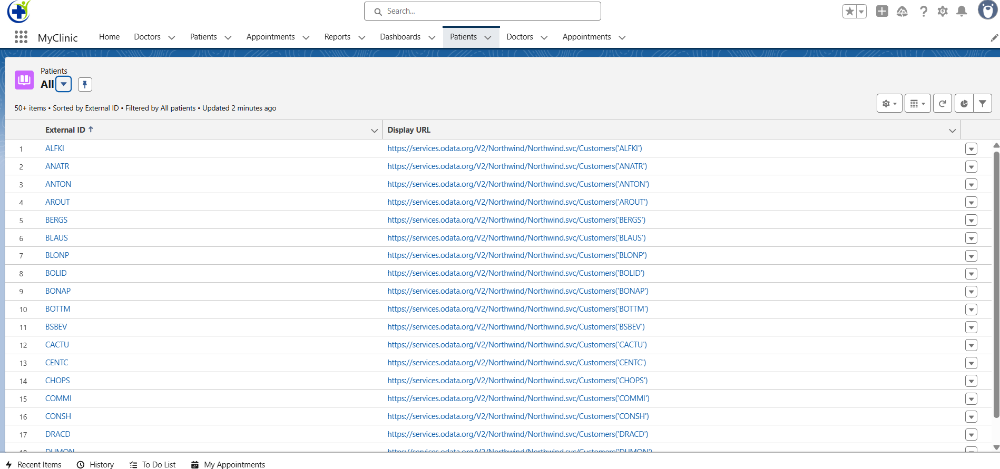 Search...
MyClinic Home Doctors Patients Appointments Reports Dashboards Patients Doctors Appointments
Patients
All
50+ items • Sorted by External ID • Filtered by All patients • Updated 2 minutes ago
External ID ↑ Display URL
1 ALFKI https://services.odata.org/V2/Northwind/Northwind.svc/Customers('ALFKI')
2 ANATR https://services.odata.org/V2/Northwind/Northwind.svc/Customers('ANATR')
3 ANTON https://services.odata.org/V2/Northwind/Northwind.svc/Customers('ANTON')
4 AROUT https://services.odata.org/V2/Northwind/Northwind.svc/Customers('AROUT')
5 BERGS https://services.odata.org/V2/Northwind/Northwind.svc/Customers('BERGS')
6 BLAUS https://services.odata.org/V2/Northwind/Northwind.svc/Customers('BLAUS')
7 BLONP https://services.odata.org/V2/Northwind/Northwind.svc/Customers('BLONP')
8 BOLID https://services.odata.org/V2/Northwind/Northwind.svc/Customers('BOLID')
9 BONAP https://services.odata.org/V2/Northwind/Northwind.svc/Customers('BONAP')
10 BOTTM https://services.odata.org/V2/Northwind/Northwind.svc/Customers('BOTTM')
11 BSBEV https://services.odata.org/V2/Northwind/Northwind.svc/Customers('BSBEV')
12 CACTU https://services.odata.org/V2/Northwind/Northwind.svc/Customers('CACTU')
13 CENTC https://services.odata.org/V2/Northwind/Northwind.svc/Customers('CENTC')
14 CHOPS https://services.odata.org/V2/Northwind/Northwind.svc/Customers('CHOPS')
15 COMMI https://services.odata.org/V2/Northwind/Northwind.svc/Customers('COMMI')
16 CONSH https://services.odata.org/V2/Northwind/Northwind.svc/Customers('CONSH')
17 DRACD https://services.odata.org/V2/Northwind/Northwind.svc/Customers('DRACD')
18 DUMON https://services.odata.org/V2/Northwind/Northwind.svc/Customers('DUMON')
Recent Items History To Do List My Appointments